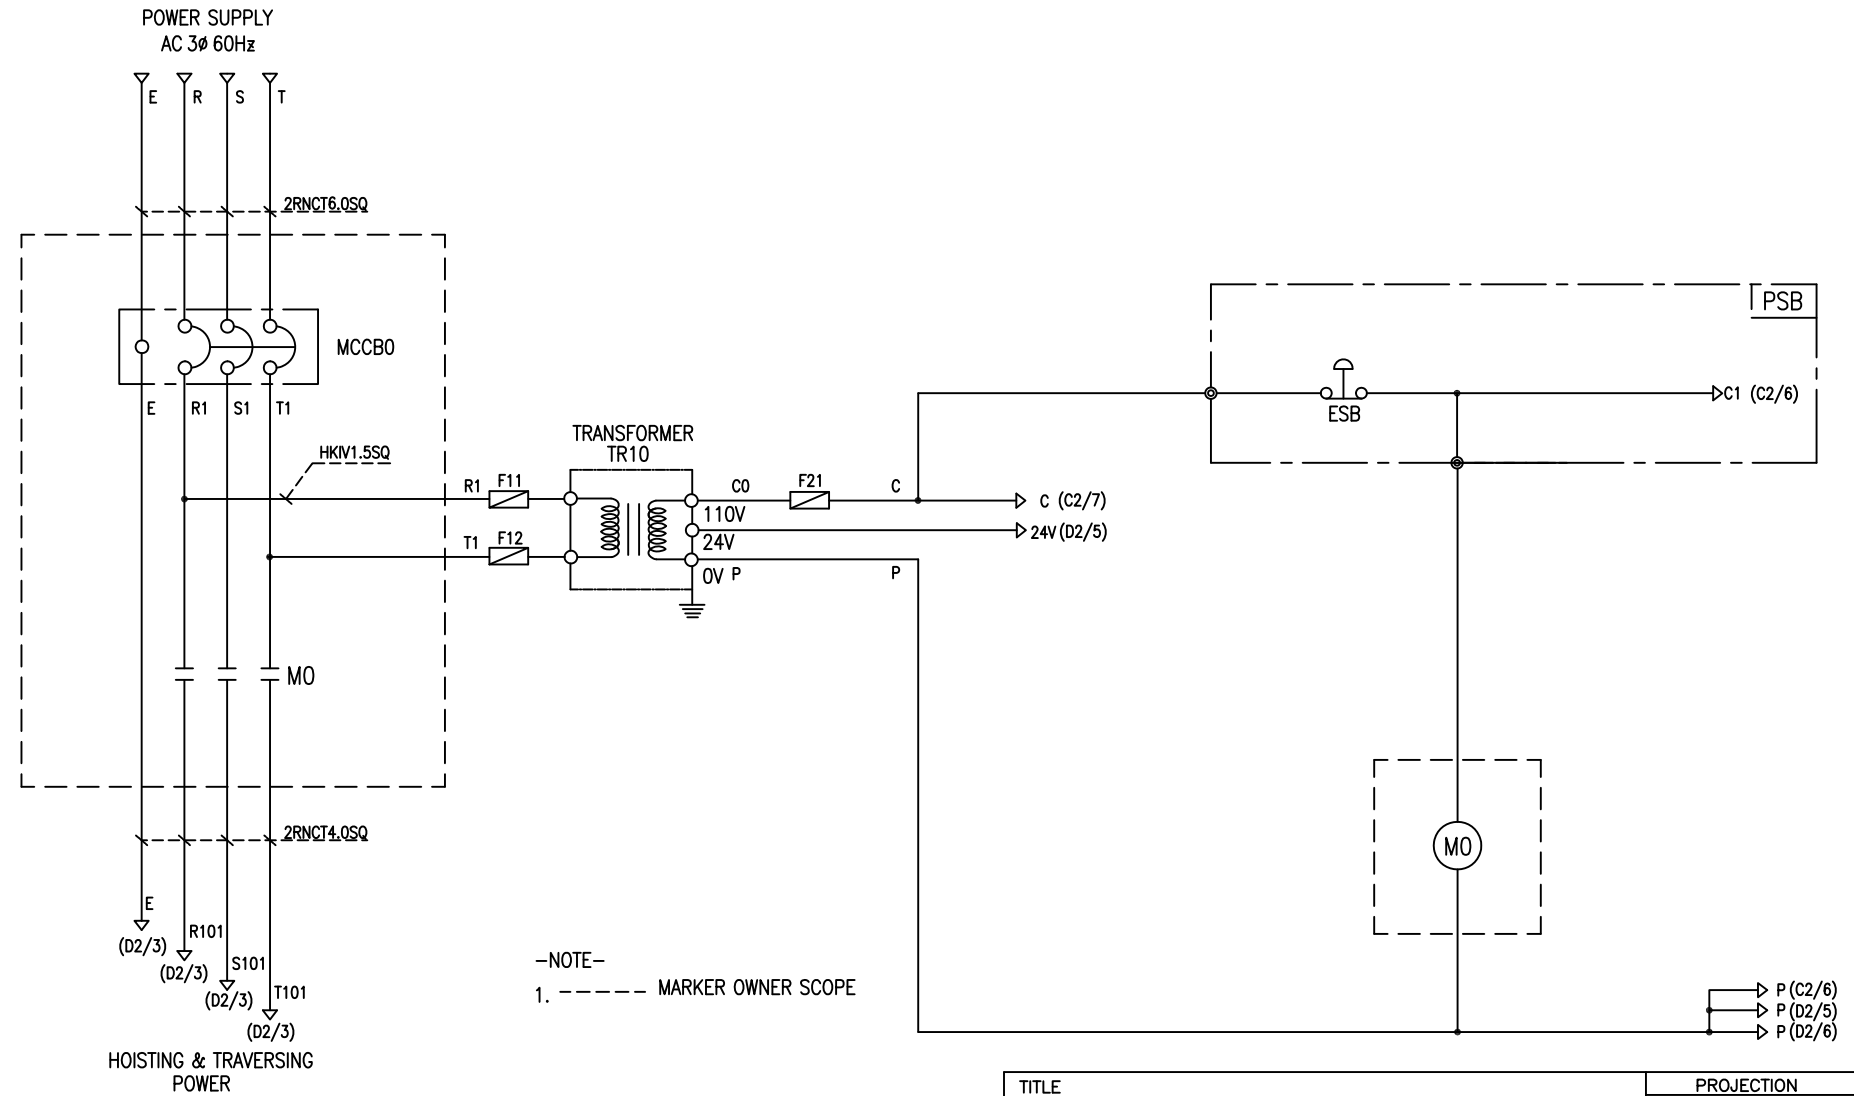 POWER SUPPLY
AC 3ø 60Hz
E R S T
2RNCT6.0SQ
MCCB0
E R1 S1 T1
HKIV1.5SQ
TRANSFORMER
TR10
R1 F11
T1 F12
C0 F21 C
110V
24V
0V P P
C (C2/7)
24V(D2/5)
PSB
ESB
C1 (C2/6)
M0
2RNCT4.0SQ
M0
E
(D2/3)
R101
(D2/3)
S101
(D2/3)
T101
(D2/3)
HOISTING & TRAVERSING
POWER
-NOTE-
1. ------ MARKER OWNER SCOPE
P(C2/6)
P(D2/5)
P(D2/6)
TITLE
PROJECTION